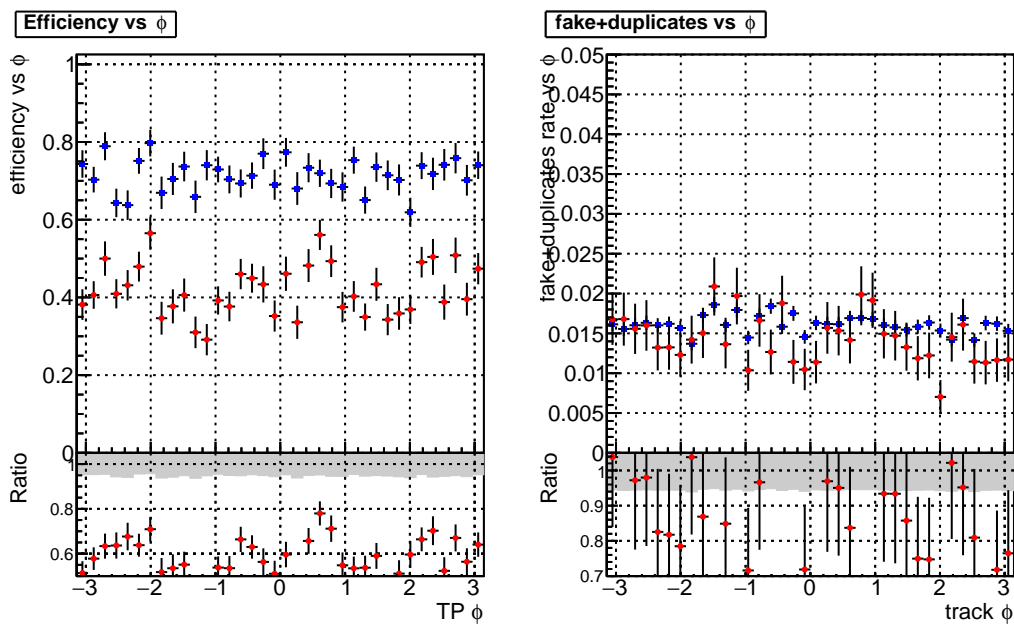 Efficiency vs ϕ
efficiency vs ϕ
1
0.8
0.6
0.4
0.2
0
Ratio
1
0.8
0.6
−3 −2 −1 0 1 2 3
TP ϕ
fake+duplicates vs ϕ
fake+duplicates rate vs ϕ
0.05
0.045
0.04
0.035
0.03
0.025
0.02
0.015
0.01
0.005
0
Ratio
1
0.9
0.8
0.7
−3 −2 −1 0 1 2 3
track ϕ